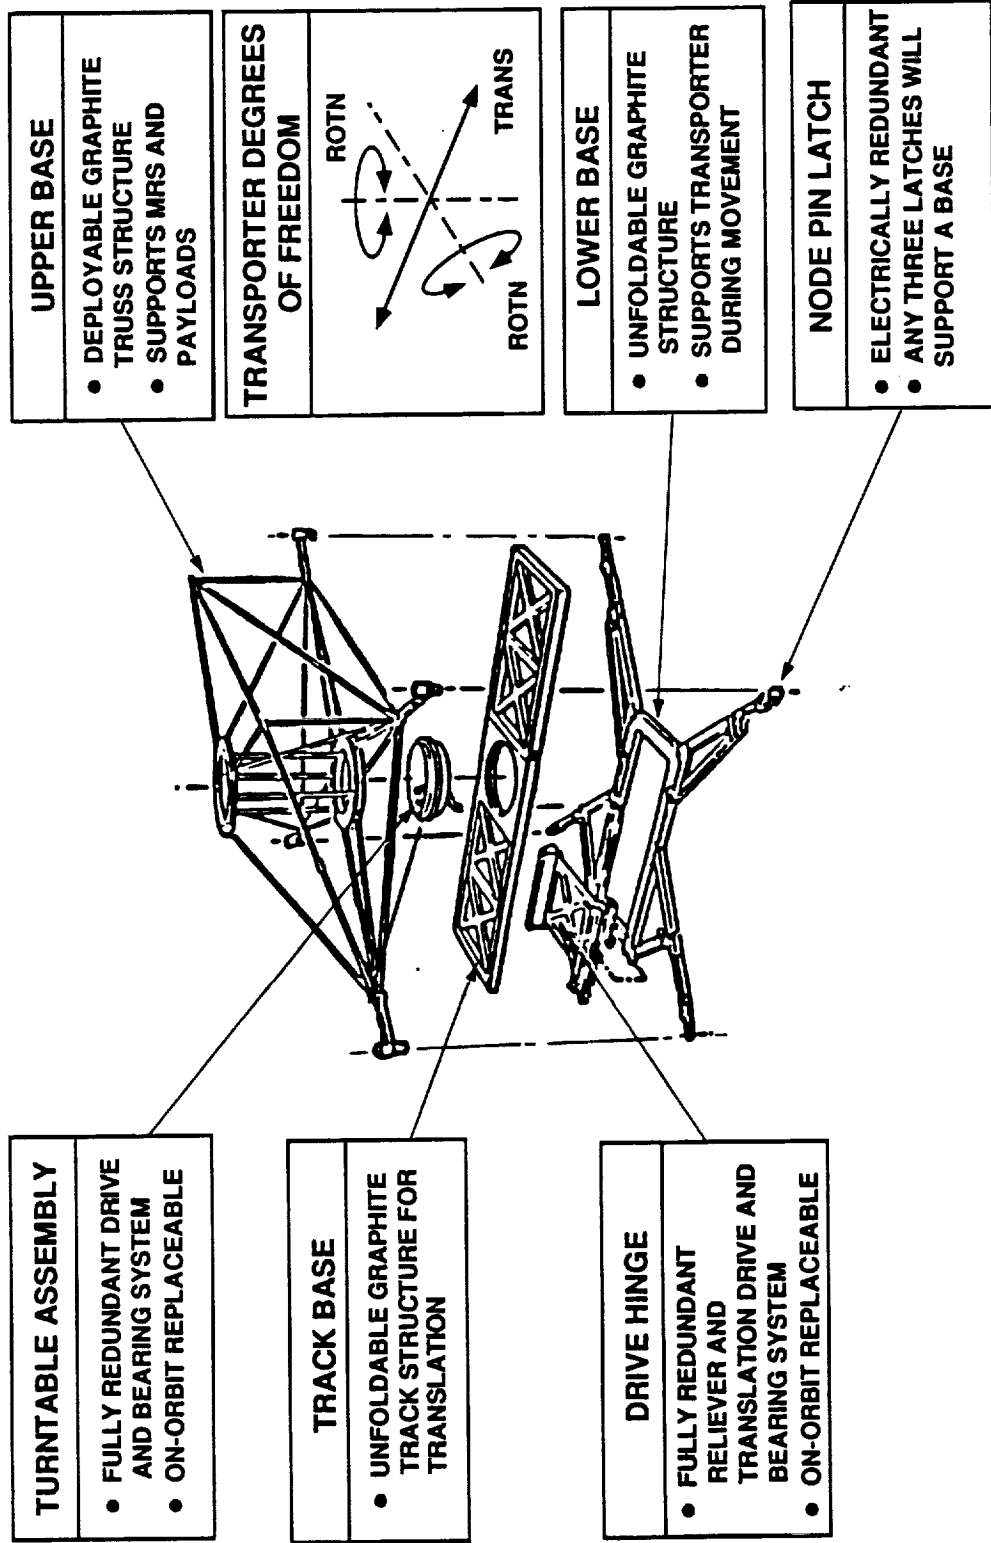 TURNTABLE ASSEMBLY
• FULLY REDUNDANT DRIVE
AND BEARING SYSTEM
• ON-ORBIT REPLACEABLE
TRACK BASE
• UNFOLDABLE GRAPHITE
TRACK STRUCTURE FOR
TRANSLATION
DRIVE HINGE
• FULLY REDUNDANT
RELIEVER AND
TRANSLATION DRIVE AND
BEARING SYSTEM
• ON-ORBIT REPLACEABLE
UPPER BASE
• DEPLOYABLE GRAPHITE
TRUSS STRUCTURE
• SUPPORTS MRS AND
PAYLOADS
TRANSPORTER DEGREES
OF FREEDOM
ROTN
TRANS
ROTN
LOWER BASE
• UNFOLDABLE GRAPHITE
STRUCTURE
• SUPPORTS TRANSPORTER
DURING MOVEMENT
NODE PIN LATCH
• ELECTRICALLY REDUNDANT
• ANY THREE LATCHES WILL
SUPPORT A BASE